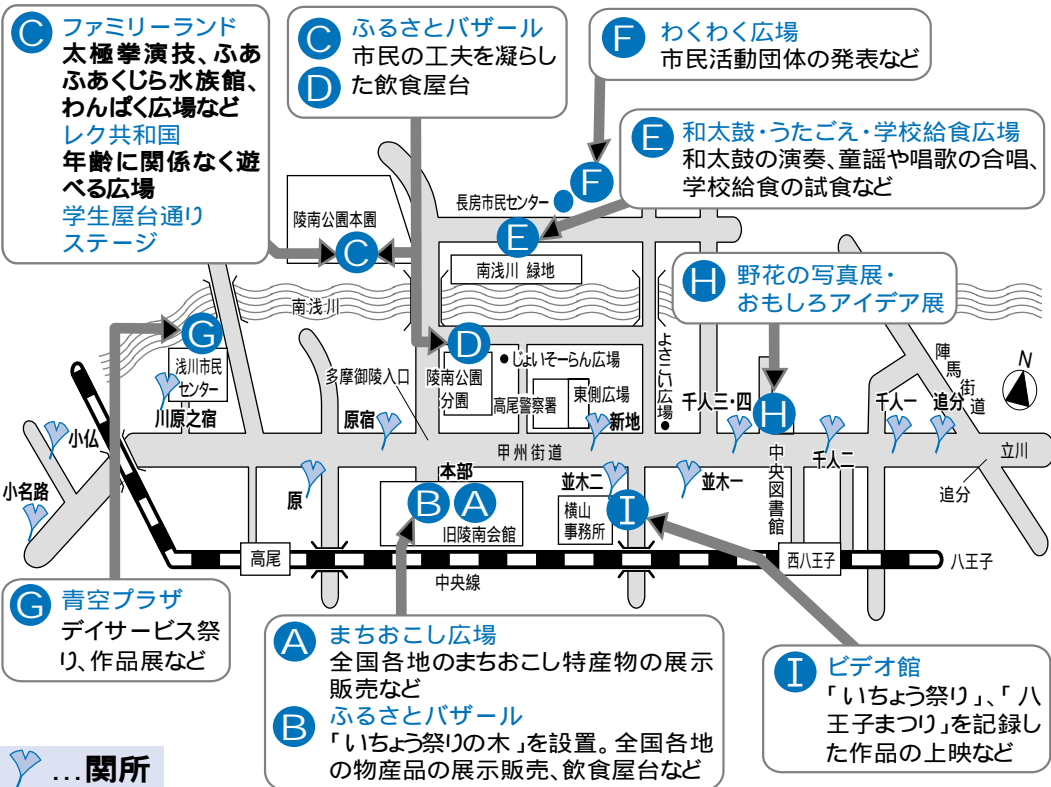 C ファミリーランド
太極拳演技、ふあ
ふあくじら水族館、
わんぱく広場など
レク共和国
年齢に関係なく遊
べる広場
学生屋台通り
ステージ
C ふるさとバザール
D 市民の工夫を凝らし
た飲食屋台
F わくわく広場
市民活動団体の発表など
E 和太鼓・うたごえ・学校給食広場
和太鼓の演奏、童謡や唱歌の合唱、
学校給食の試食など
H 野花の写真展・
おもしろアイデア展
長房市民センター
F
陵南公園本園
C
E
南浅川 緑地
南浅川
G
浅川市民
センター
川原之宿
多摩御陵入口
D
陵南公園
分園
じょいそーらん広場
高尾警察署
東側広場
よさこい広場
陣馬街道
N
小仏
小名路
原宿
原
新地
千人三・四
H
千人一
追分
千人二
甲州街道
立川
追分
本部
B A
旧陵南会館
並木二
横山
事務所
I
並木一
中央図書館
高尾
中央線
西八王子
八王子
G 青空プラザ
デイサービス祭
り、作品展など
A まちおこし広場
全国各地のまちおこし特産物の展示
販売など
B ふるさとバザール
「いちょう祭りの木」を設置。全国各地
の物産品の展示販売、飲食屋台など
I ビデオ館
「いちょう祭り」、「八
王子まつり」を記録し
た作品の上映など
…関所